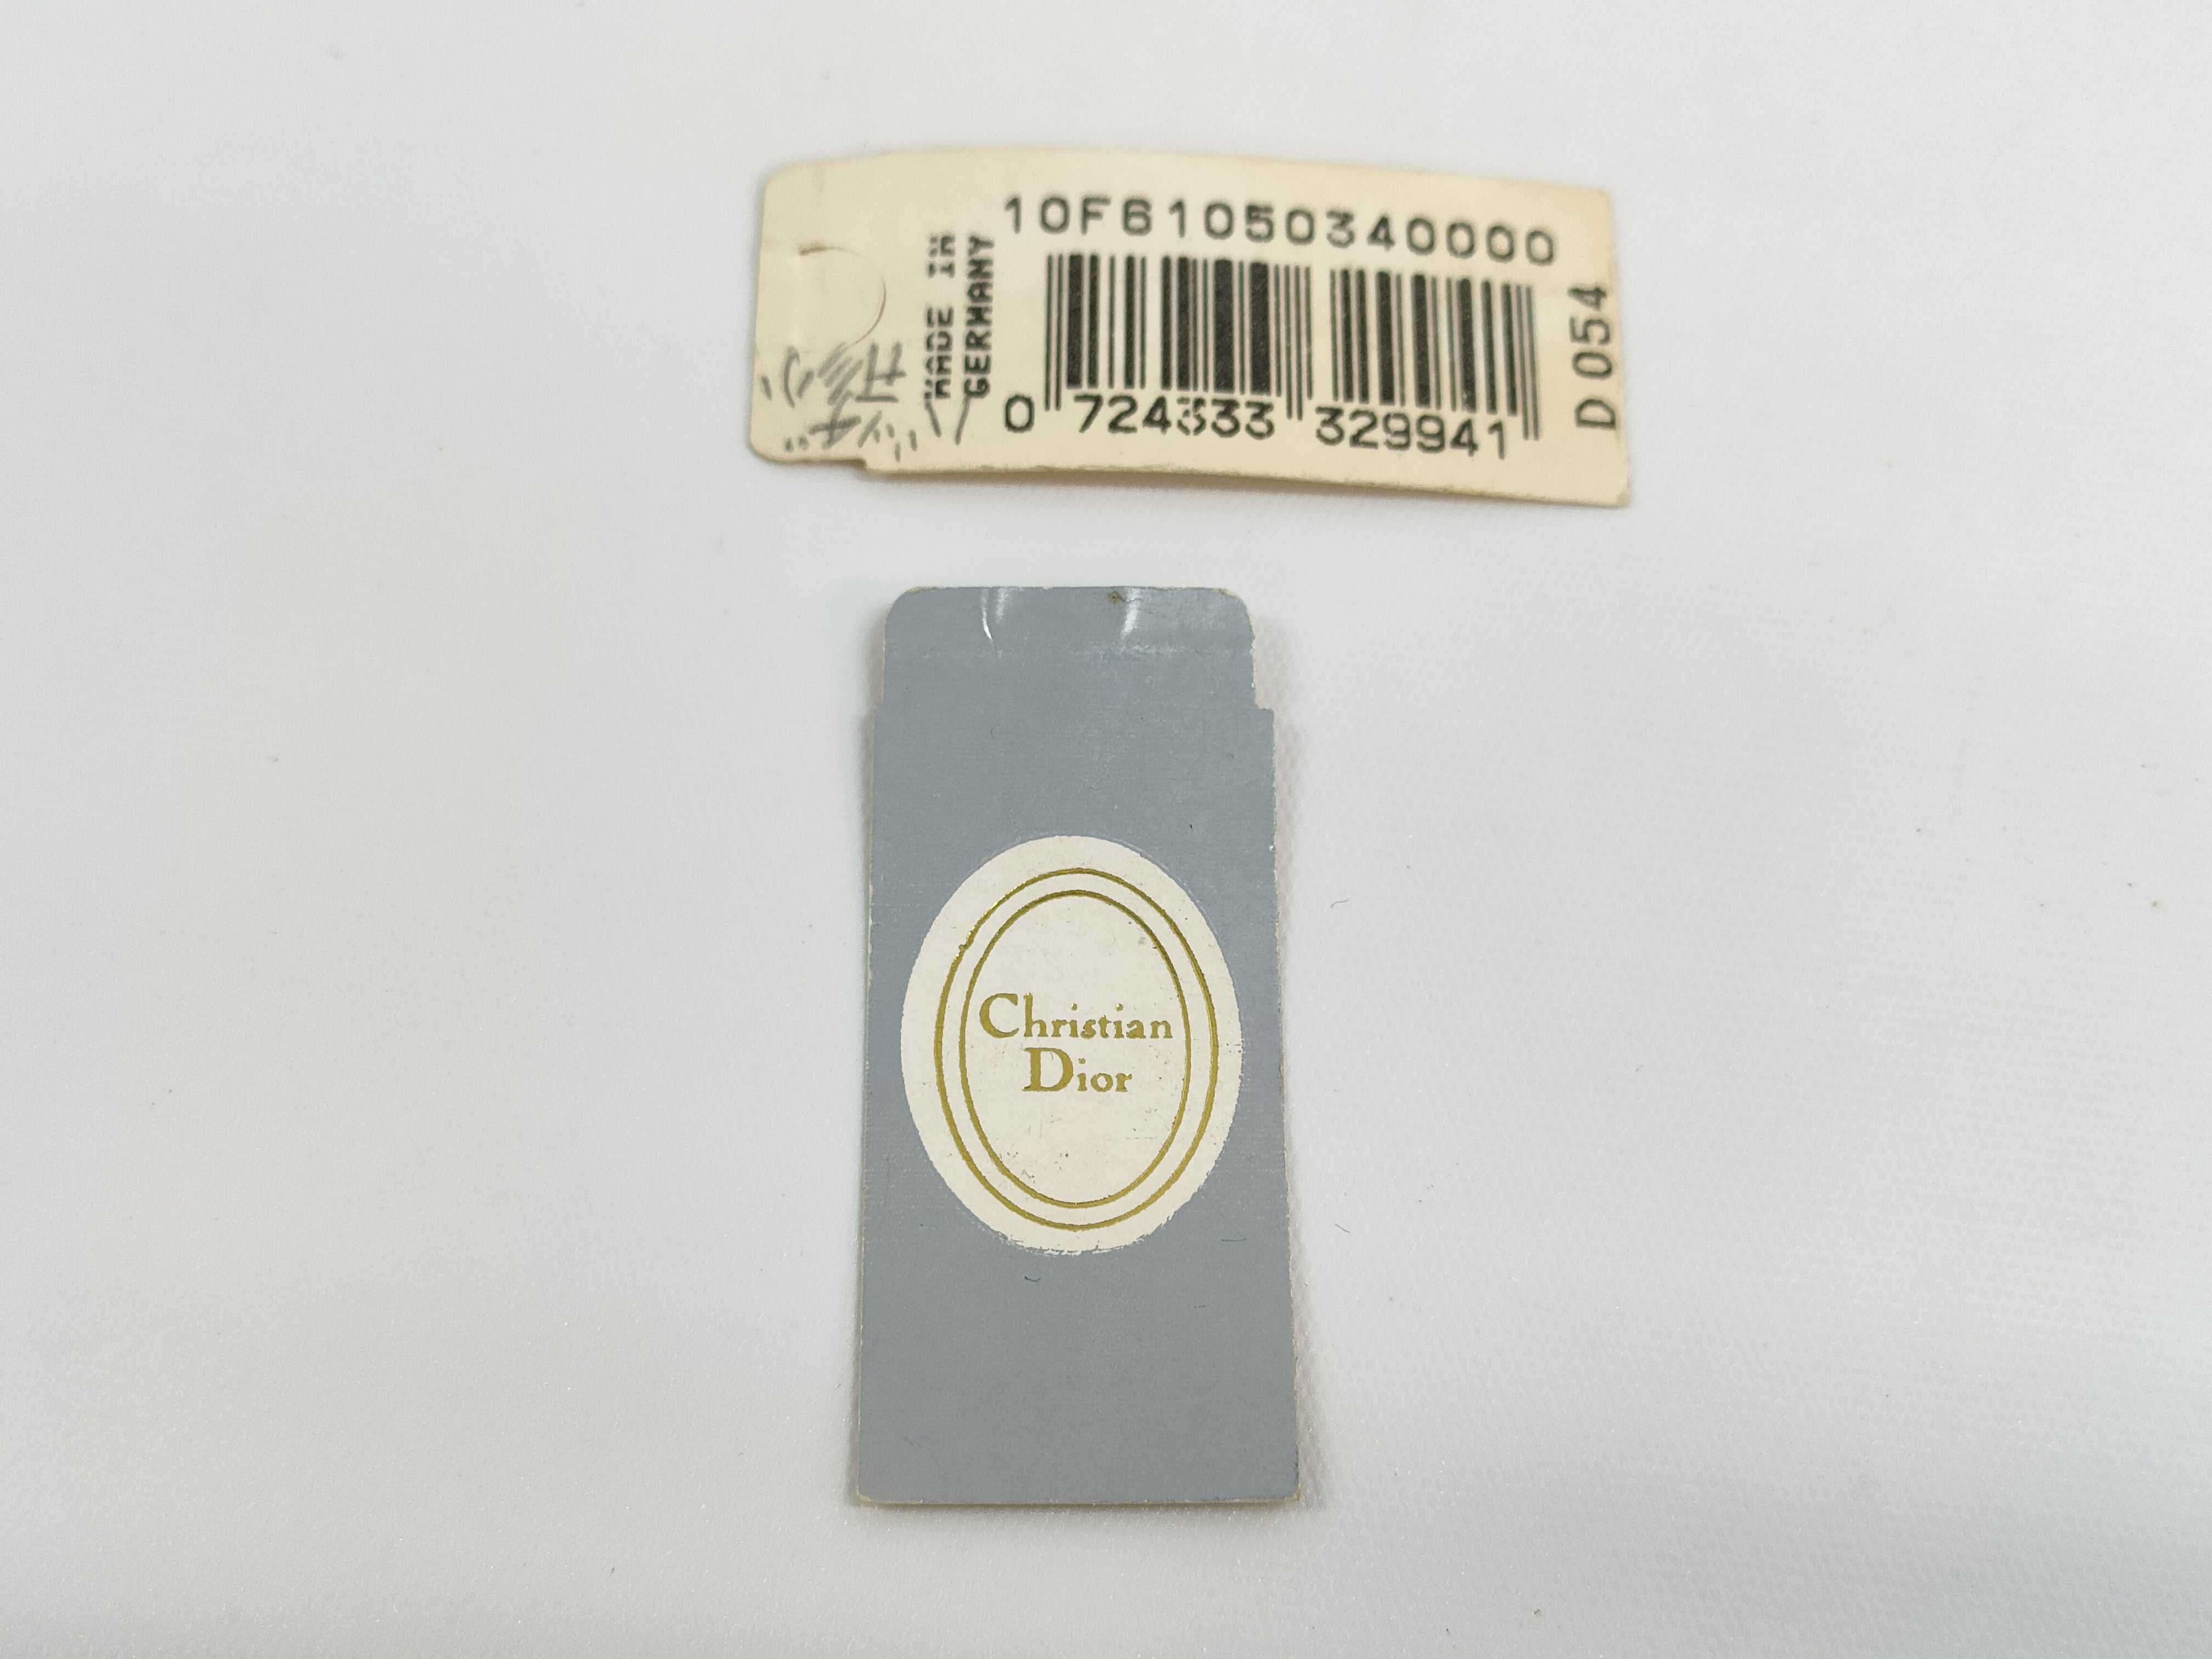 10F61050340000
MADE IN
GERMANY
0 724333 329941
D 054
Christian
Dior